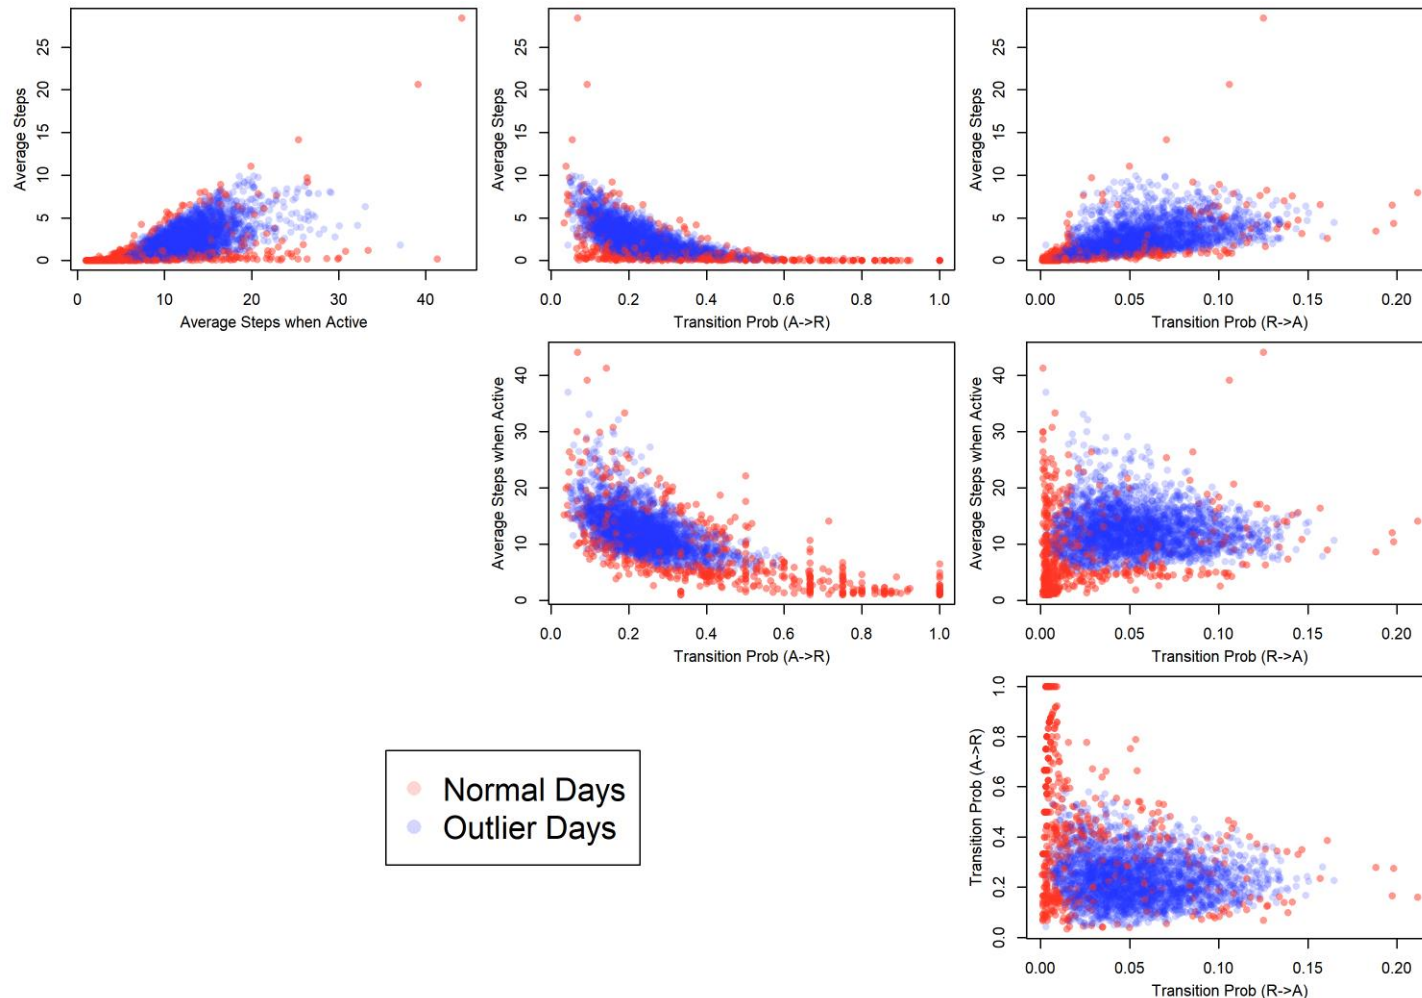 Average Steps
0 5 10 15 20 25
0 10 20 30 40
Average Steps when Active
Average Steps
0 5 10 15 20 25
0.0 0.2 0.4 0.6 0.8 1.0
Transition Prob (A->R)
Average Steps
0 5 10 15 20 25
0.00 0.05 0.10 0.15 0.20
Transition Prob (R->A)
Average Steps when Active
0 10 20 30 40
0.0 0.2 0.4 0.6 0.8 1.0
Transition Prob (A->R)
Average Steps when Active
0 10 20 30 40
0.00 0.05 0.10 0.15 0.20
Transition Prob (R->A)
Normal Days
Outlier Days
Transition Prob (A->R)
0.0 0.2 0.4 0.6 0.8 1.0
0.00 0.05 0.10 0.15 0.20
Transition Prob (R->A)